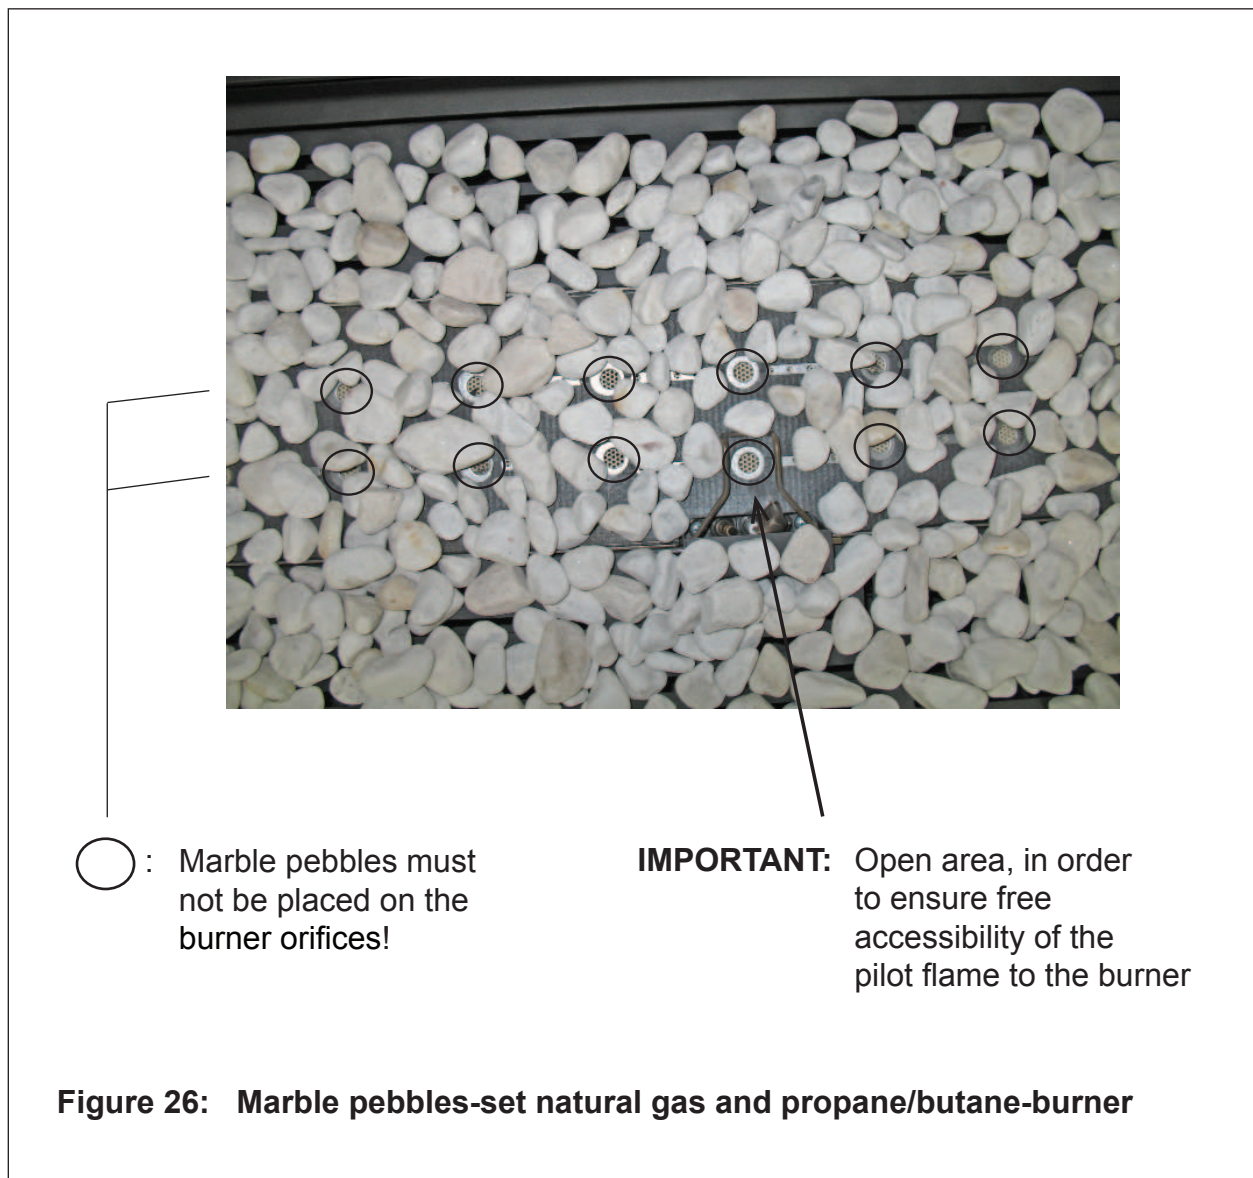 : Marble pebbles must
not be placed on the
burner orifices!
IMPORTANT: Open area, in order
to ensure free
accessibility of the
pilot flame to the burner
Figure 26: Marble pebbles-set natural gas and propane/butane-burner